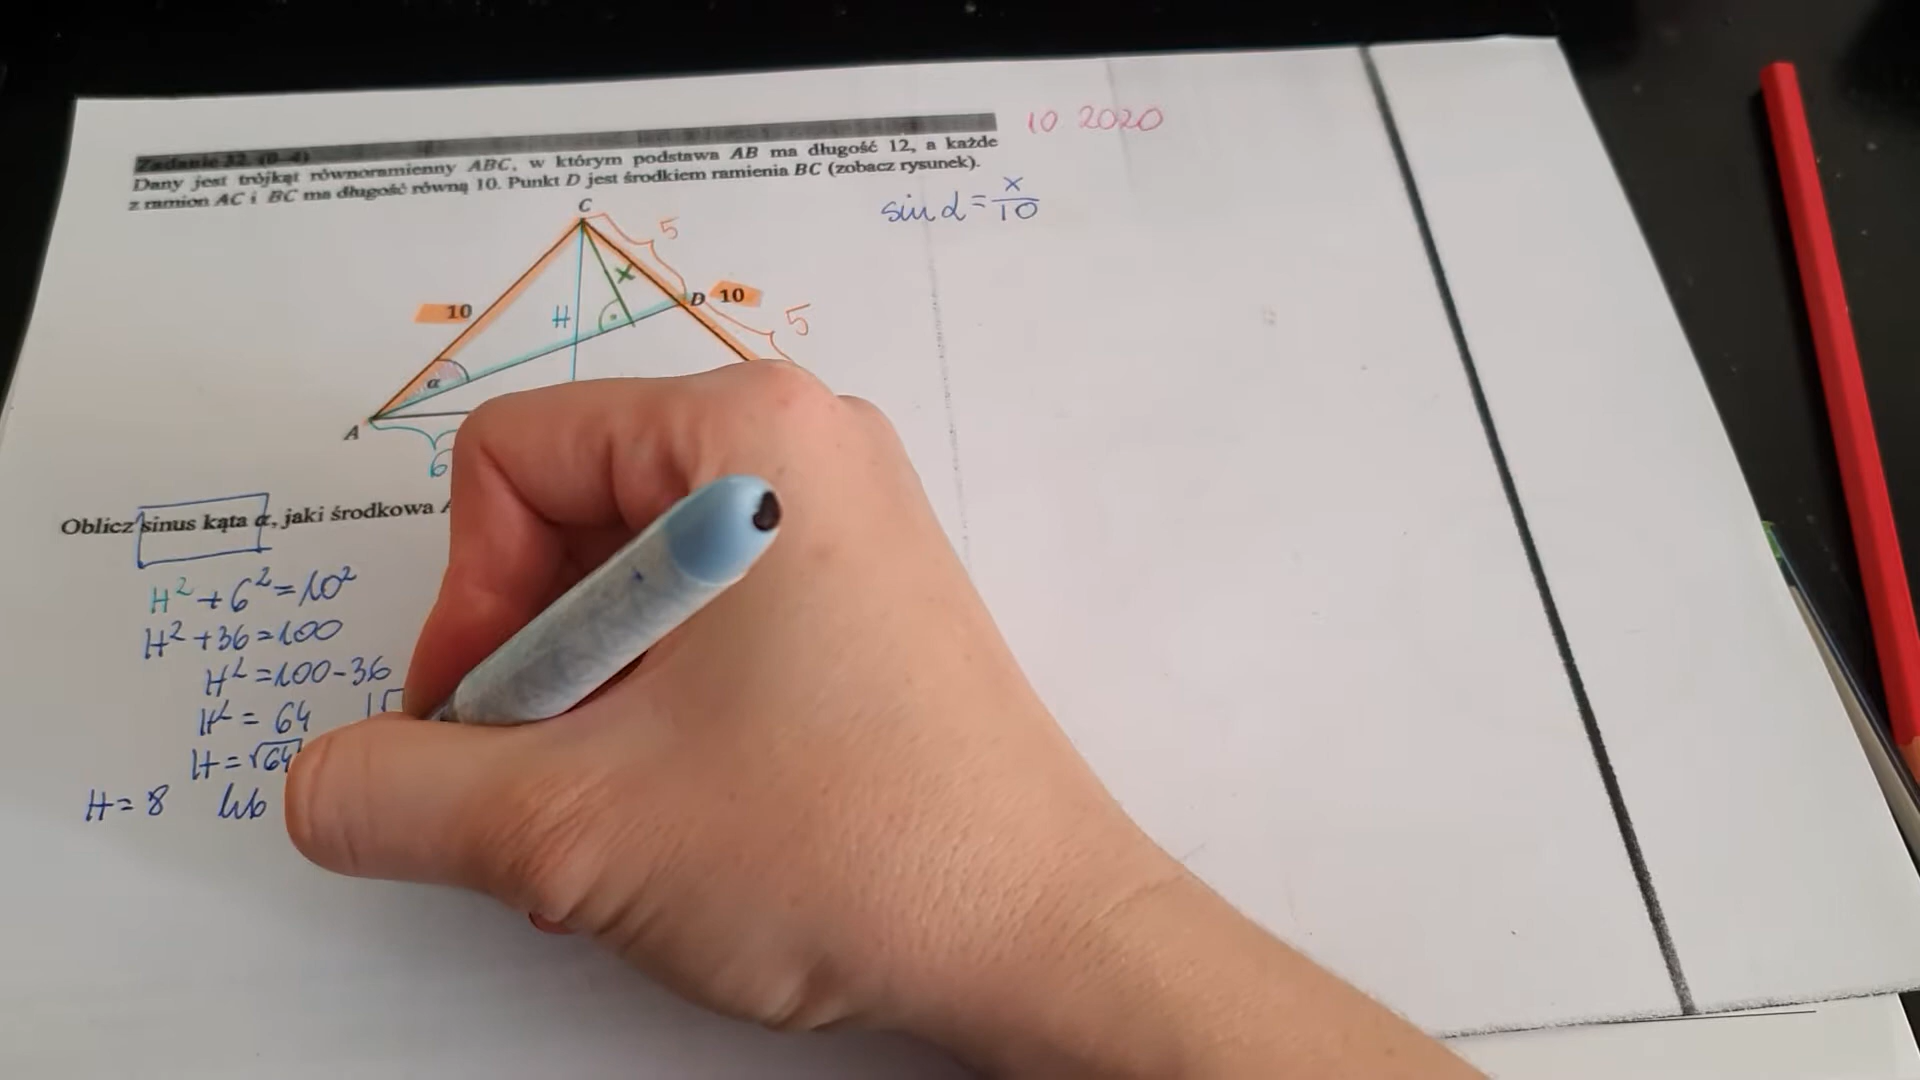 Zadanie 32. (0–4)
10 2020
Dany jest trójkąt równoramienny ABC, w którym podstawa AB ma długość 12, a każde
z ramion AC i BC ma długość równą 10. Punkt D jest środkiem ramienia BC (zobacz rysunek).
sin α = x/10
C
5
x
D 10
10
H
5
α
A
6
Oblicz sinus kąta α, jaki środkowa
H² + 6² = 10²
H² + 36 = 100
H² = 100 - 36
H² = 64
H = √64
H = 8 lub